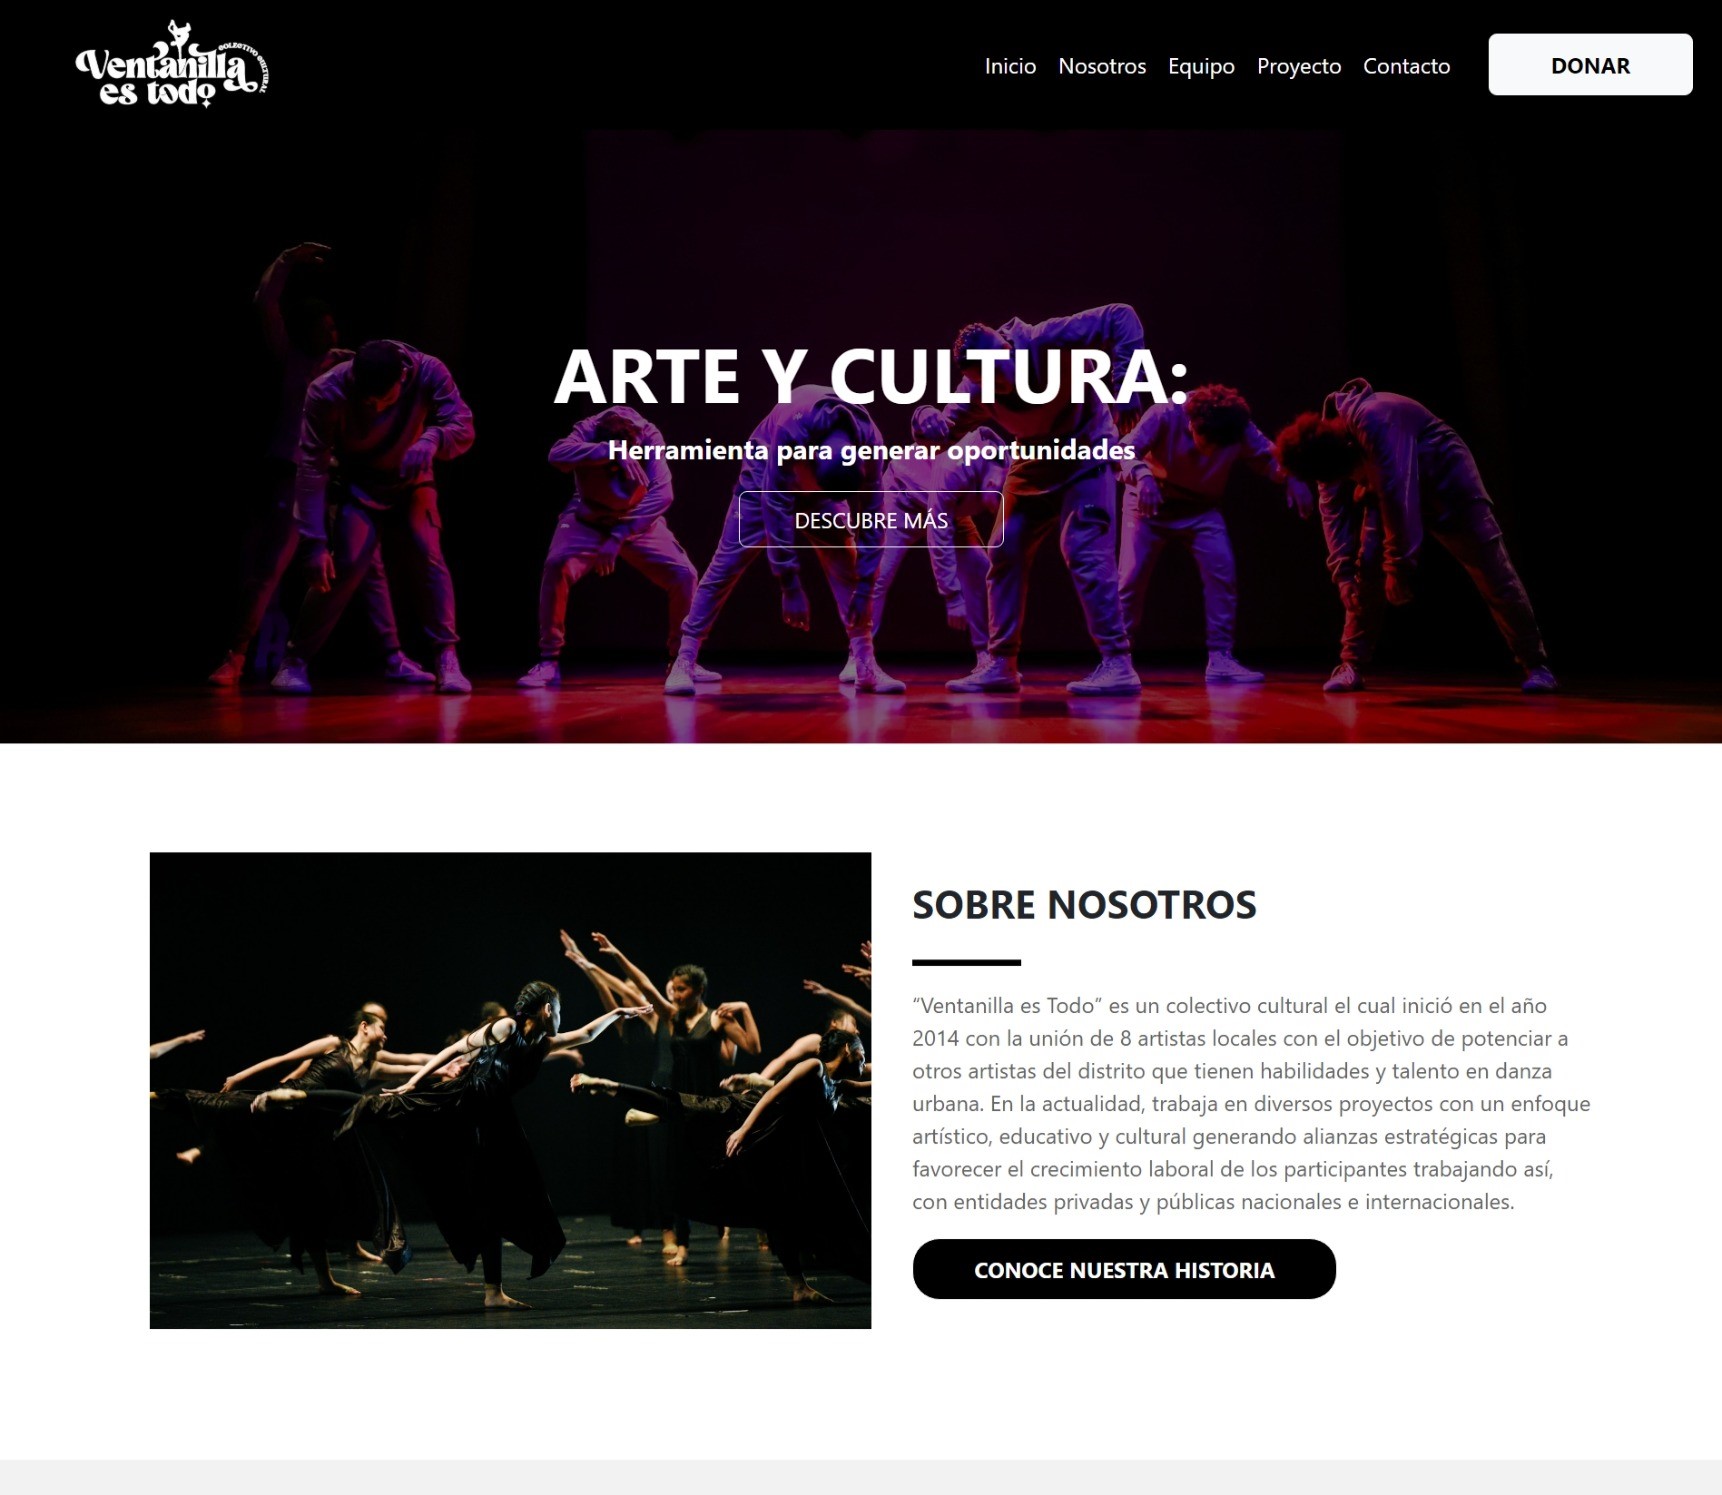 Ventanilla
es todo
COLECTIVO CULTURAL
Inicio Nosotros Equipo Proyecto Contacto DONAR
ARTE Y CULTURA:
Herramienta para generar oportunidades
DESCUBRE MÁS
SOBRE NOSOTROS
“Ventanilla es Todo” es un colectivo cultural el cual inició en el año
2014 con la unión de 8 artistas locales con el objetivo de potenciar a
otros artistas del distrito que tienen habilidades y talento en danza
urbana. En la actualidad, trabaja en diversos proyectos con un enfoque
artístico, educativo y cultural generando alianzas estratégicas para
favorecer el crecimiento laboral de los participantes trabajando así,
con entidades privadas y públicas nacionales e internacionales.
CONOCE NUESTRA HISTORIA